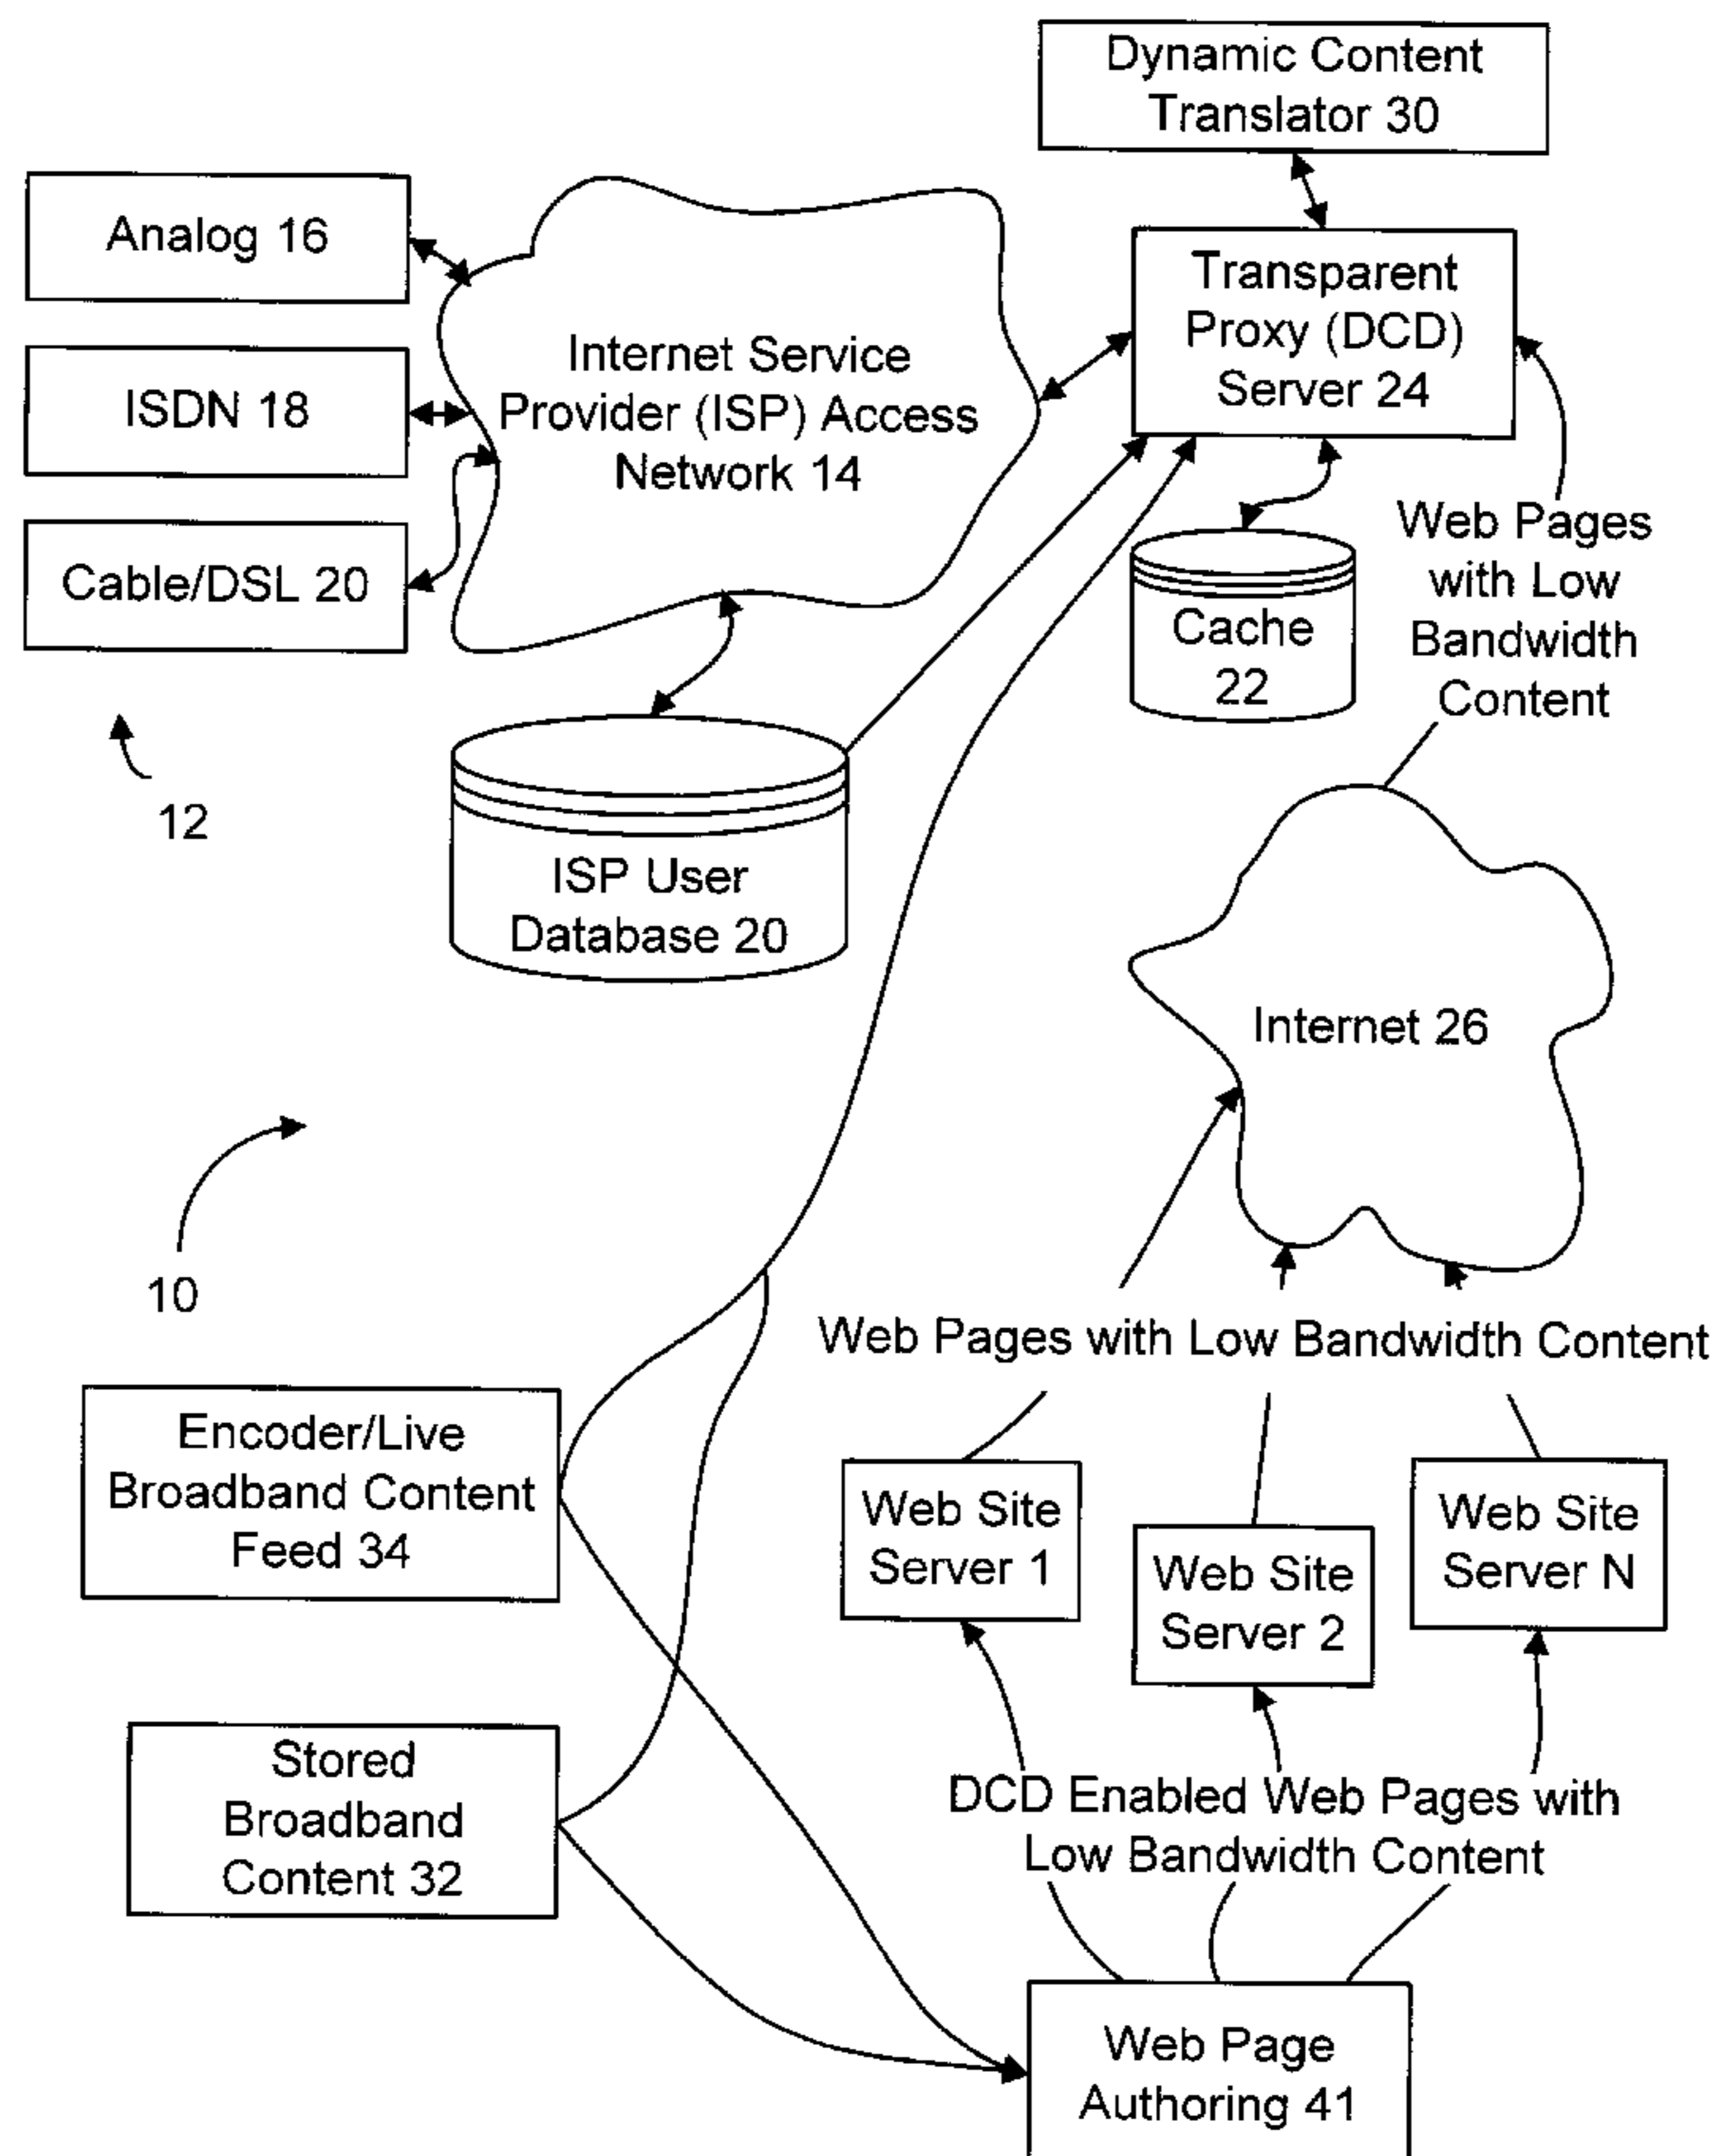 Dynamic Content
Translator 30
Analog 16
ISDN 18
Cable/DSL 20
12
Internet Service
Provider (ISP) Access
Network 14
Transparent
Proxy (DCD)
Server 24
Cache
22
Web Pages
with Low
Bandwidth
Content
ISP User
Database 20
Internet 26
10
Web Pages with Low Bandwidth Content
Encoder/Live
Broadband Content
Feed 34
Web Site
Server 1
Web Site
Server 2
Web Site
Server N
Stored
Broadband
Content 32
DCD Enabled Web Pages with
Low Bandwidth Content
Web Page
Authoring 41